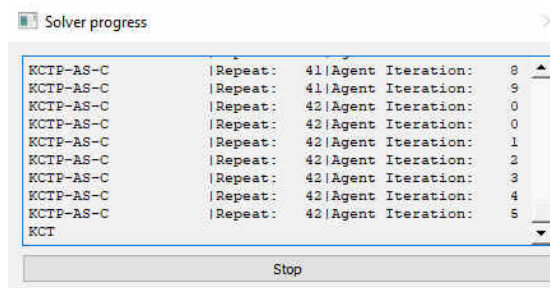 Solver progress
KCTP-AS-C |Repeat: 41|Agent Iteration: 8
KCTP-AS-C |Repeat: 41|Agent Iteration: 9
KCTP-AS-C |Repeat: 42|Agent Iteration: 0
KCTP-AS-C |Repeat: 42|Agent Iteration: 0
KCTP-AS-C |Repeat: 42|Agent Iteration: 1
KCTP-AS-C |Repeat: 42|Agent Iteration: 2
KCTP-AS-C |Repeat: 42|Agent Iteration: 3
KCTP-AS-C |Repeat: 42|Agent Iteration: 4
KCTP-AS-C |Repeat: 42|Agent Iteration: 5
KCT
Stop